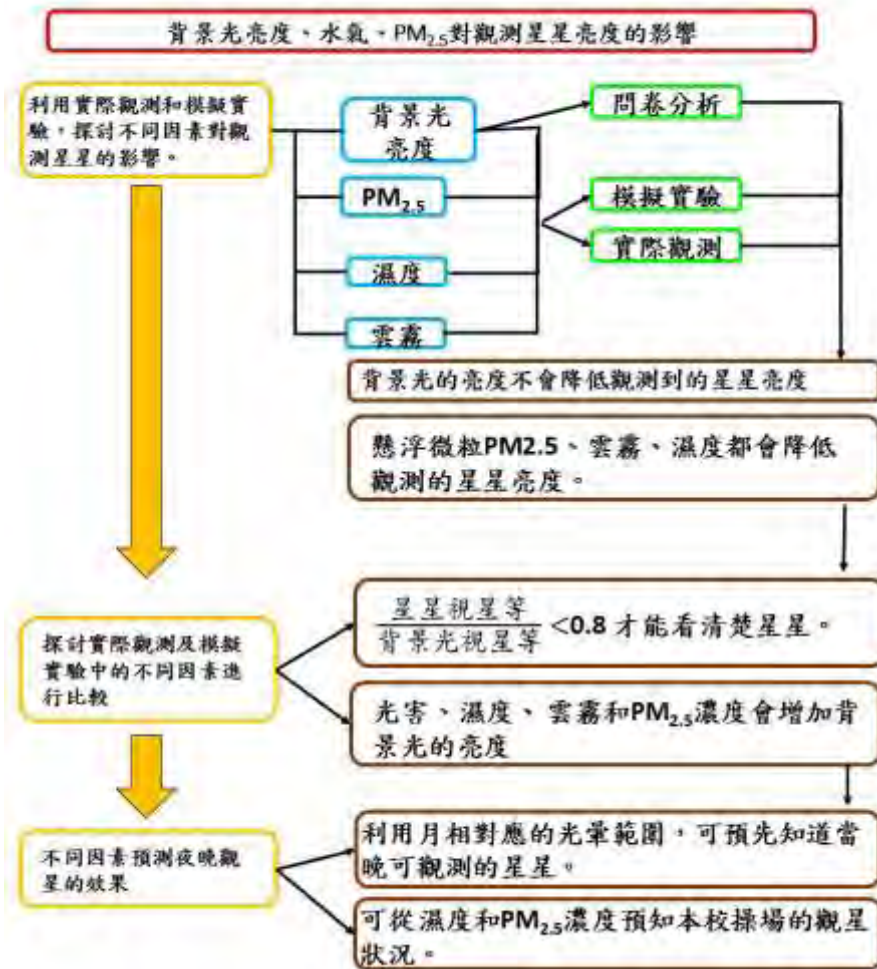 背景光亮度、水氣、PM2.5對觀測星星亮度的影響
利用實際觀測和模擬實
驗，探討不同因素對觀
測星星的影響。
背景光
亮度
PM2.5
濕度
雲霧
問卷分析
模擬實驗
實際觀測
背景光的亮度不會降低觀測到的星星亮度
懸浮微粒PM2.5、雲霧、濕度都會降低
觀測的星星亮度。
探討實際觀測及模擬
實驗中的不同因素進
行比較
星星視星等
背景光視星等 <0.8 才能看清楚星星。
光害、濕度、雲霧和PM2.5濃度會增加背
景光的亮度
不同因素預測夜晚觀
星的效果
利用月相對應的光暈範圍，可預先知道當
晚可觀測的星星。
可從濕度和PM2.5濃度預知本校操場的觀星
狀況。